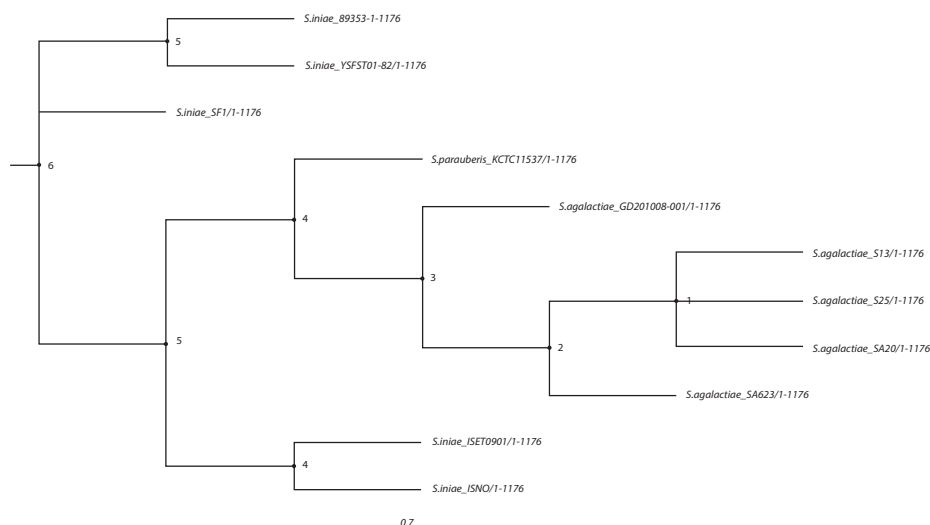 S.iniae_89353-1-1176
5
S.iniae_YSFST01-82/1-1176
S.iniae_SF1/1-1176
6
S.parauberis_KCTC11537/1-1176
4
S.agalactiae_GD201008-001/1-1176
3
S.agalactiae_S13/1-1176
1
S.agalactiae_S25/1-1176
2
S.agalactiae_SA20/1-1176
5
S.agalactiae_SA623/1-1176
S.iniae_ISET0901/1-1176
4
S.iniae_ISNO/1-1176
0.7